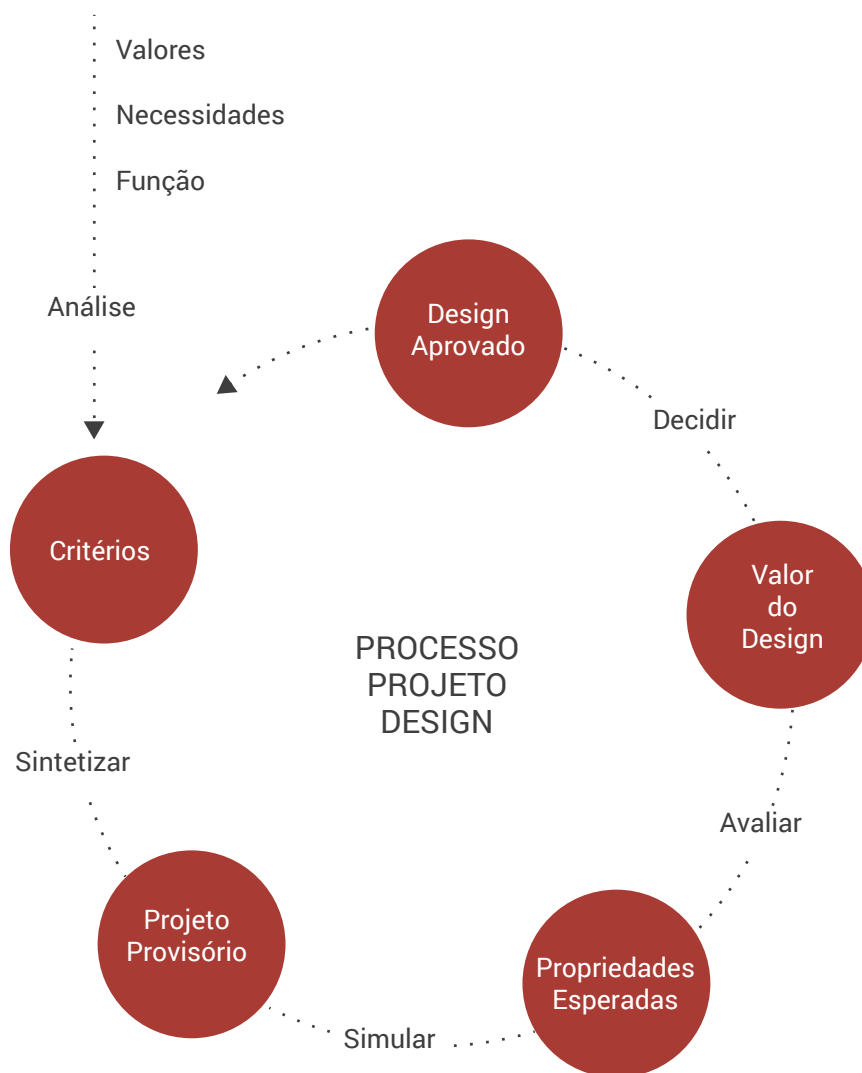 Valores
Necessidades
Função
Análise
Design
Aprovado
Decidir
Critérios
Valor
do
Design
PROCESSO
PROJETO
DESIGN
Sintetizar
Avaliar
Projeto
Provisório
Propriedades
Esperadas
Simular